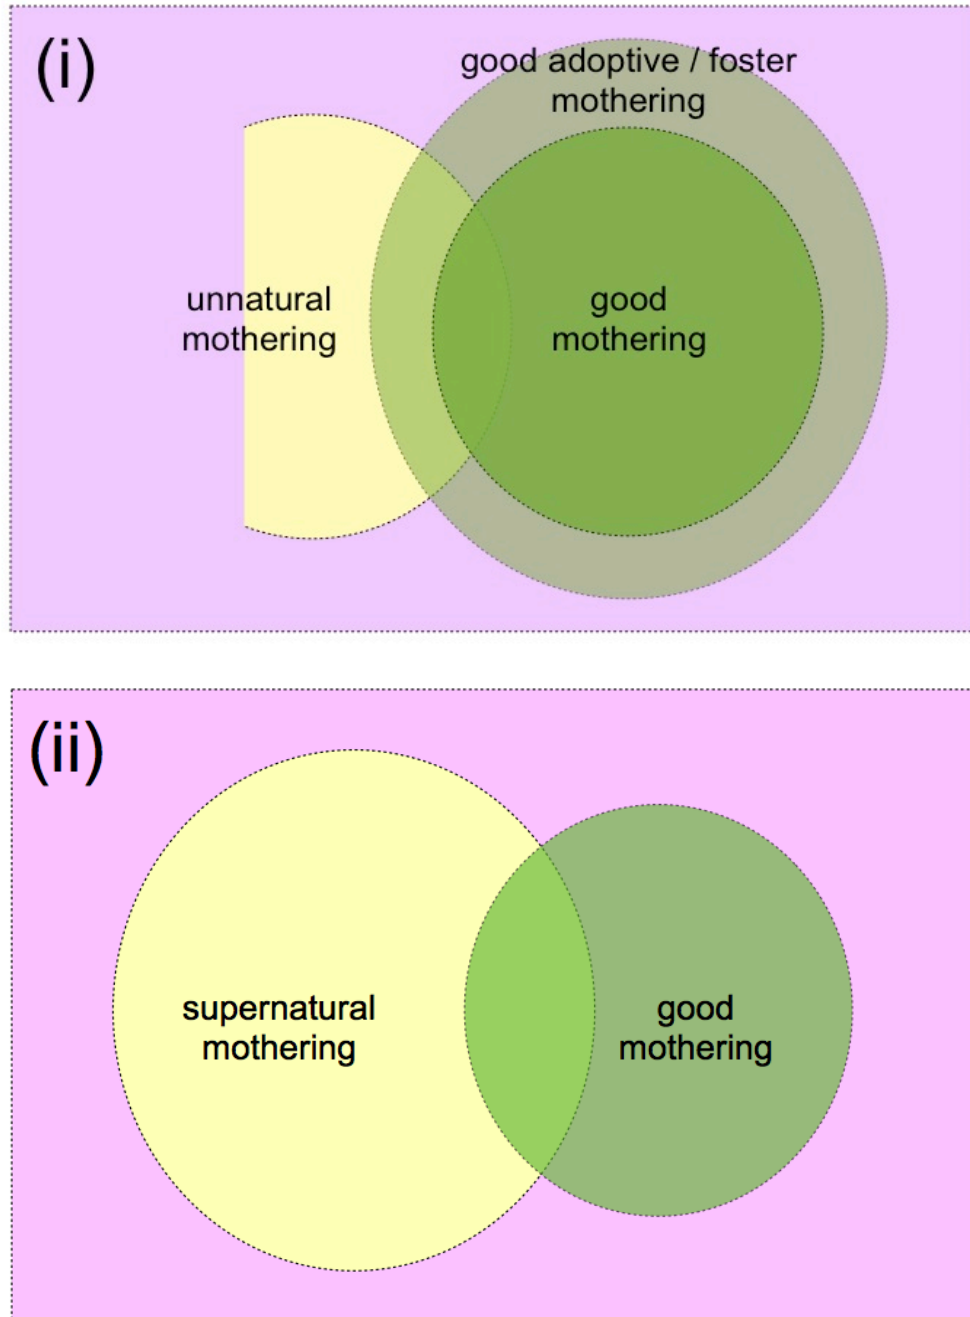 (i)
good adoptive / foster
mothering
unnatural
mothering
good
mothering
(ii)
supernatural
mothering
good
mothering